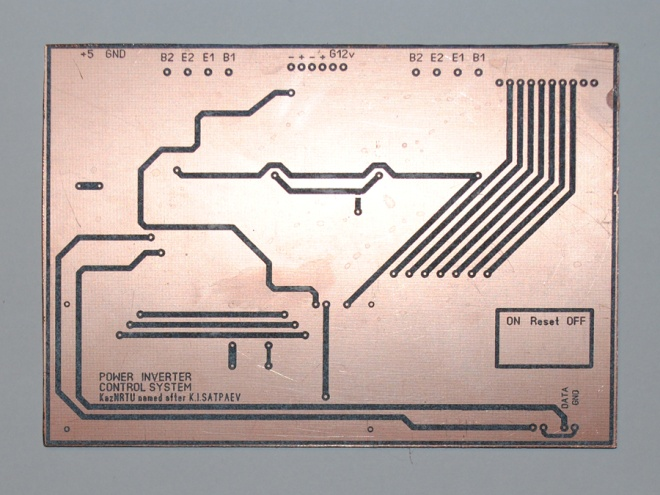 +5 GND
B2 E2 E1 B1
- + - + G12v
B2 E2 E1 B1
ON Reset OFF
POWER INVERTER
CONTROL SYSTEM
KazNRTU named after K.I.SATPAEV
DATA
GND